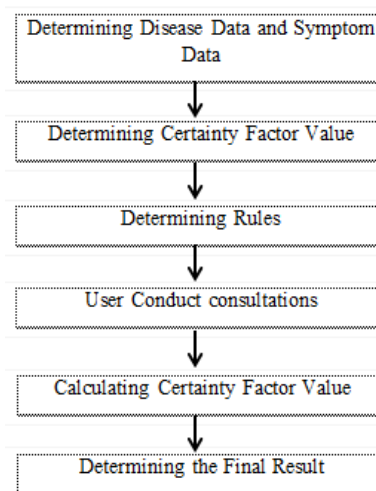 Determining Disease Data and Symptom
Data
Determining Certainty Factor Value
Determining Rules
User Conduct consultations
Calculating Certainty Factor Value
Determining the Final Result